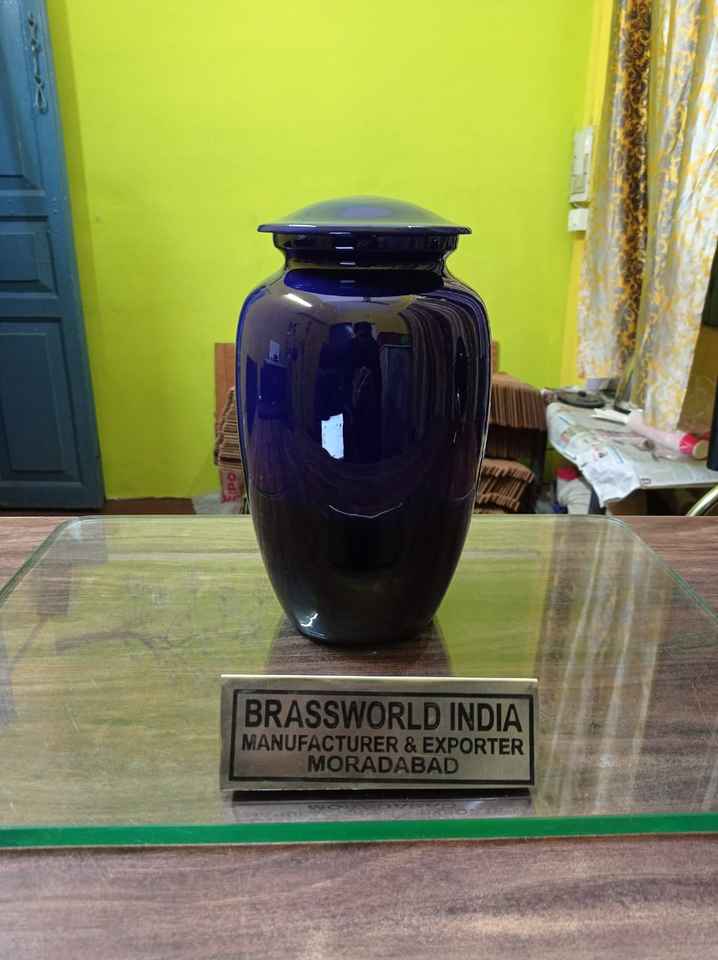 BRASSWORLD INDIA
MANUFACTURER & EXPORTER
MORADABAD